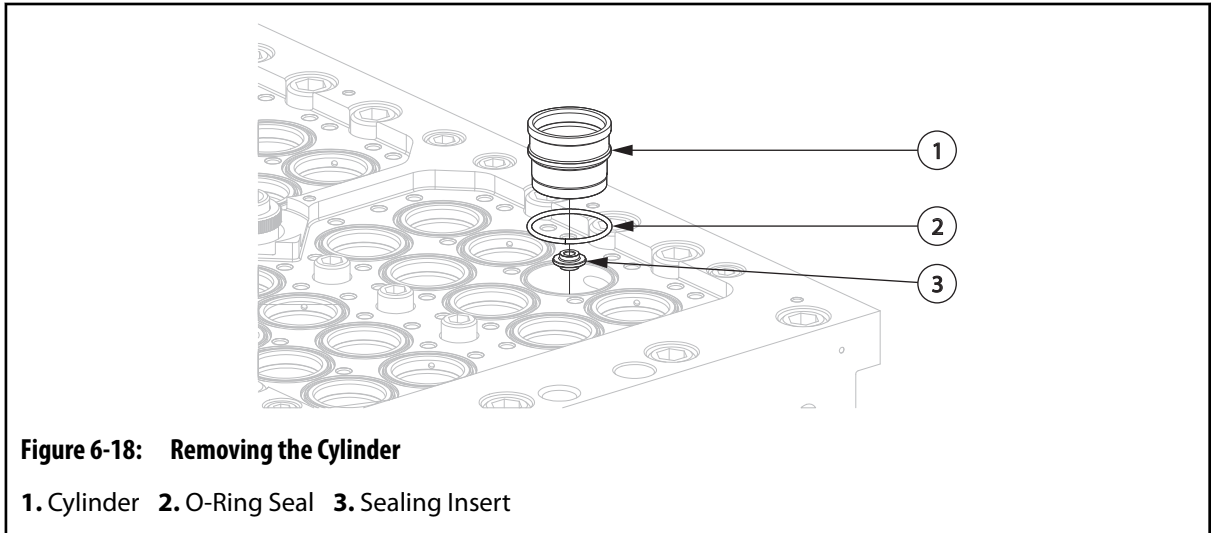 1
2
3
Figure 6-18: Removing the Cylinder
1. Cylinder 2. O-Ring Seal 3. Sealing Insert